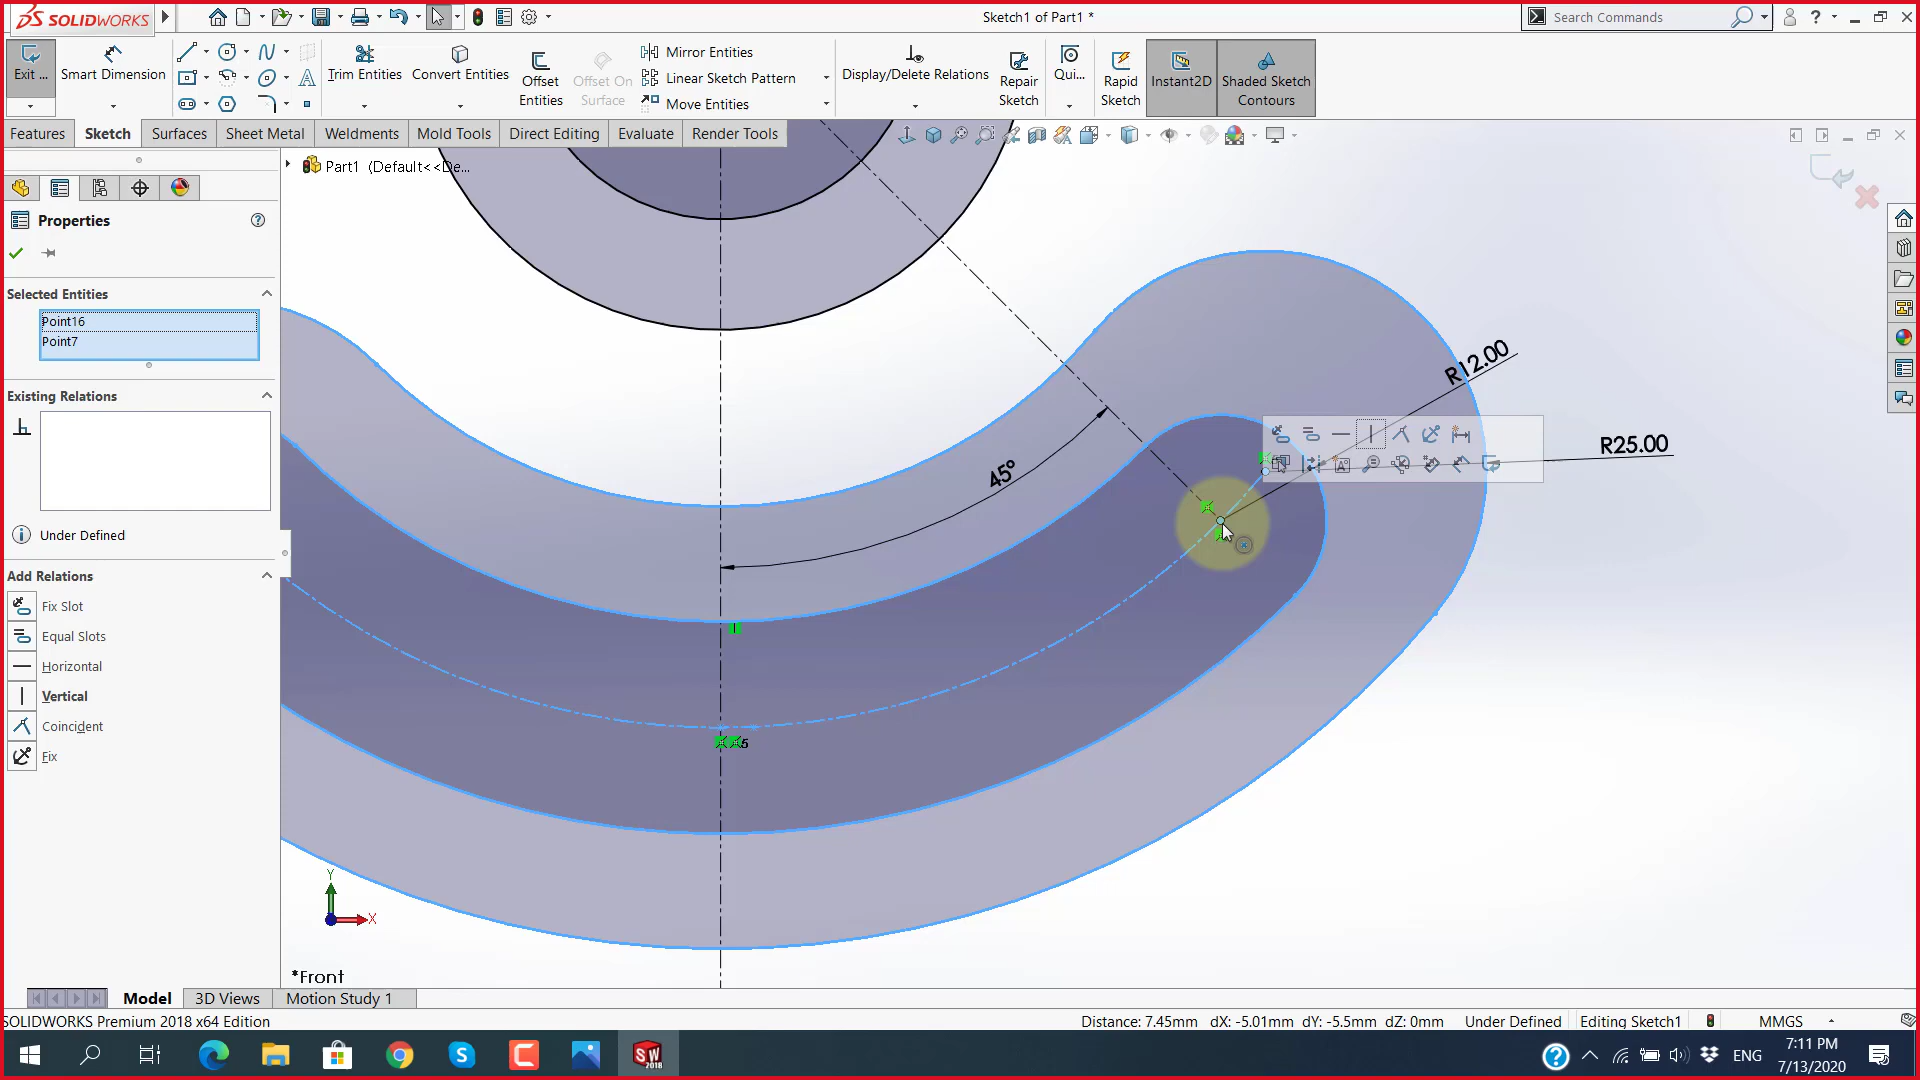 SOLIDWORKS
Sketch1 of Part1 *
Search Commands
Exit ...
Smart Dimension
Trim Entities
Convert Entities
Offset Entities
Offset On Surface
Mirror Entities
Linear Sketch Pattern
Move Entities
Display/Delete Relations
Repair Sketch
Qui...
Rapid Sketch
Instant2D
Shaded Sketch Contours
Features
Sketch
Surfaces
Sheet Metal
Weldments
Mold Tools
Direct Editing
Evaluate
Render Tools
Part1 (Default<<De...
Properties
Selected Entities
Point16
Point7
Existing Relations
Under Defined
Add Relations
Fix Slot
Equal Slots
Horizontal
Vertical
Coincident
Fix
R12.00
R25.00
45°
5
Y
X
*Front
Model
3D Views
Motion Study 1
SOLIDWORKS Premium 2018 x64 Edition
Distance: 7.45mm dX: -5.01mm dY: -5.5mm dZ: 0mm
Under Defined
Editing Sketch1
MMGS
SW
2018
ENG
7:11 PM
7/13/2020